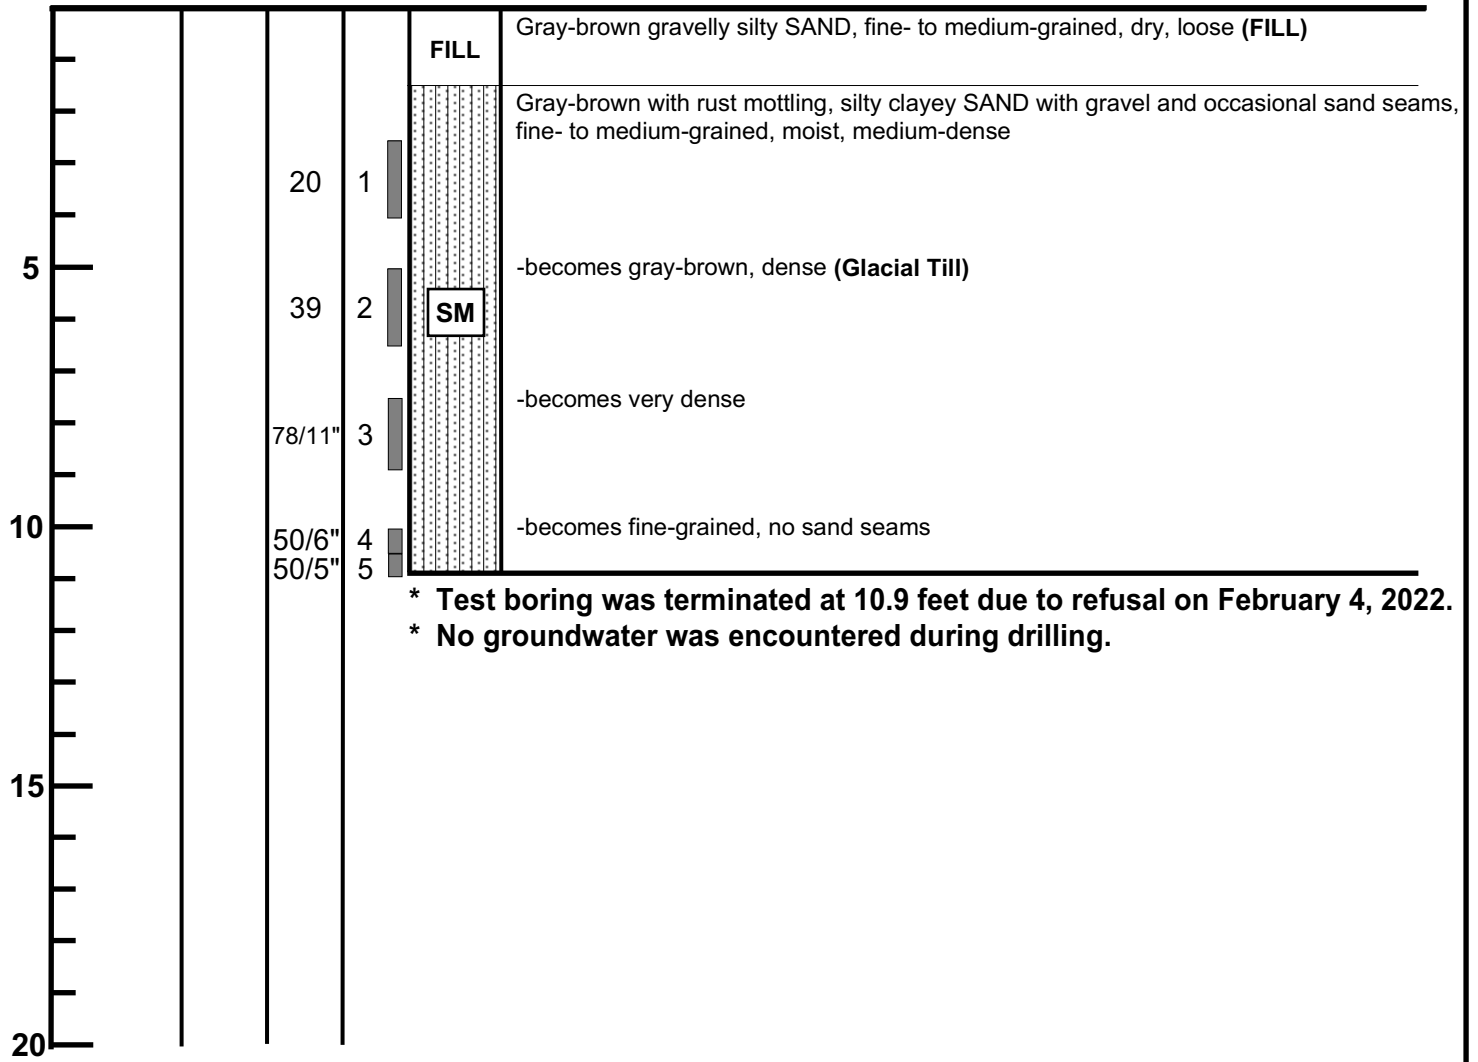 Gray-brown gravelly silty SAND, fine- to medium-grained, dry, loose (FILL)
FILL
Gray-brown with rust mottling, silty clayey SAND with gravel and occasional sand seams,
fine- to medium-grained, moist, medium-dense
20 1
5 -becomes gray-brown, dense (Glacial Till)
39 2 SM
-becomes very dense
78/11" 3
10 -becomes fine-grained, no sand seams
50/6" 4
50/5" 5
* Test boring was terminated at 10.9 feet due to refusal on February 4, 2022.
* No groundwater was encountered during drilling.
15
20